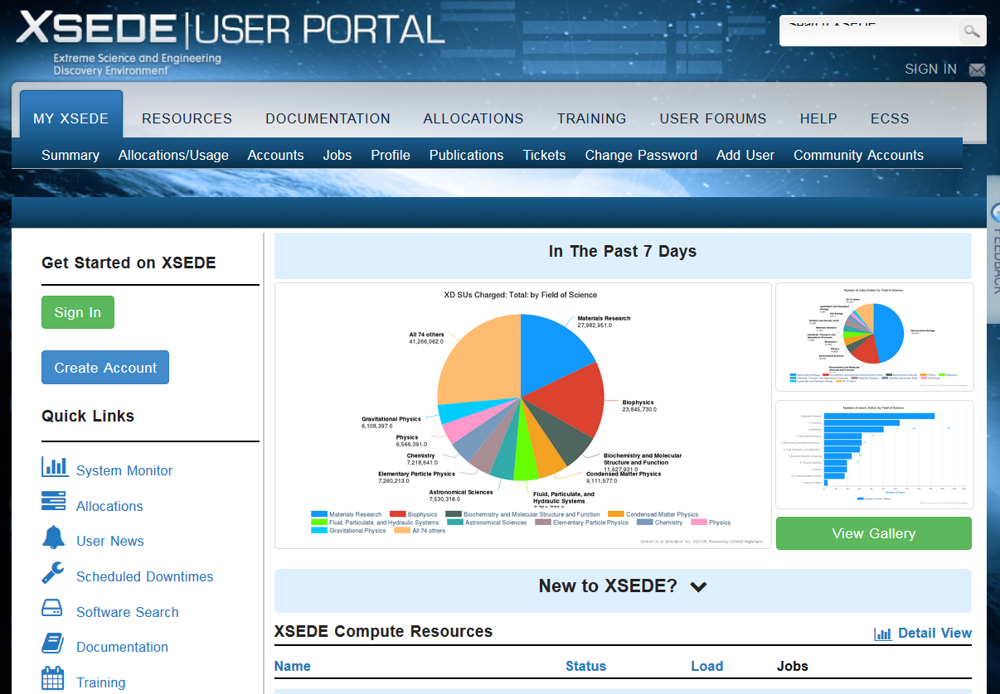 XSEDE | USER PORTAL
Extreme Science and Engineering
Discovery Environment
Search XSEDE
SIGN IN
MY XSEDE RESOURCES DOCUMENTATION ALLOCATIONS TRAINING USER FORUMS HELP ECSS
Summary Allocations/Usage Accounts Jobs Profile Publications Tickets Change Password Add User Community Accounts
ABOUT
FEEDBACK
Get Started on XSEDE
Sign In
Create Account
Quick Links
System Monitor
Allocations
User News
Scheduled Downtimes
Software Search
Documentation
Training
In The Past 7 Days
XD SUs Charged: Total: by Field of Science
Materials Research
27,982,951.0
Biophysics
23,845,730.0
Biochemistry and Molecular
Structure and Function
11,627,931.0
Condensed Matter Physics
9,111,577.0
Fluid, Particulate, and
Hydraulic Systems
7,751,772.0
Astronomical Sciences
7,530,318.0
Elementary Particle Physics
7,260,213.0
Chemistry
7,218,641.0
Physics
6,566,391.0
Gravitational Physics
6,108,397.0
All 74 others
41,266,062.0
Materials Research Biophysics Biochemistry and Molecular Structure and Function Condensed Matter Physics
Fluid, Particulate, and Hydraulic Systems Astronomical Sciences Elementary Particle Physics Chemistry Physics
Gravitational Physics All 74 others
Number of Jobs Ended: by Field of Science
Number of Users: Active: by Field of Science
View Gallery
New to XSEDE?
XSEDE Compute Resources
Detail View
Name Status Load Jobs